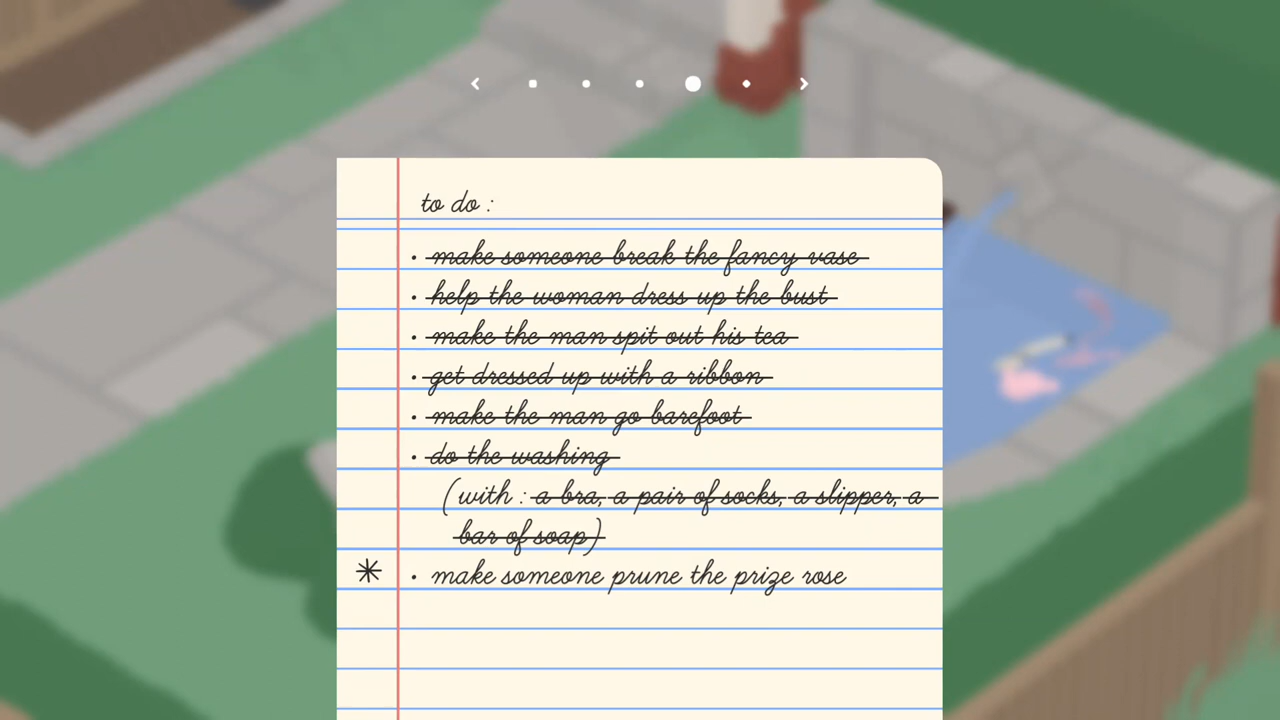 to do :
• make someone break the fancy vase
• help the woman dress up the bust
• make the man spit out his tea
• get dressed up with a ribbon
• make the man go barefoot
• do the washing
(with : a bra, a pair of socks, a slipper, a
bar of soap)
• make someone prune the prize rose